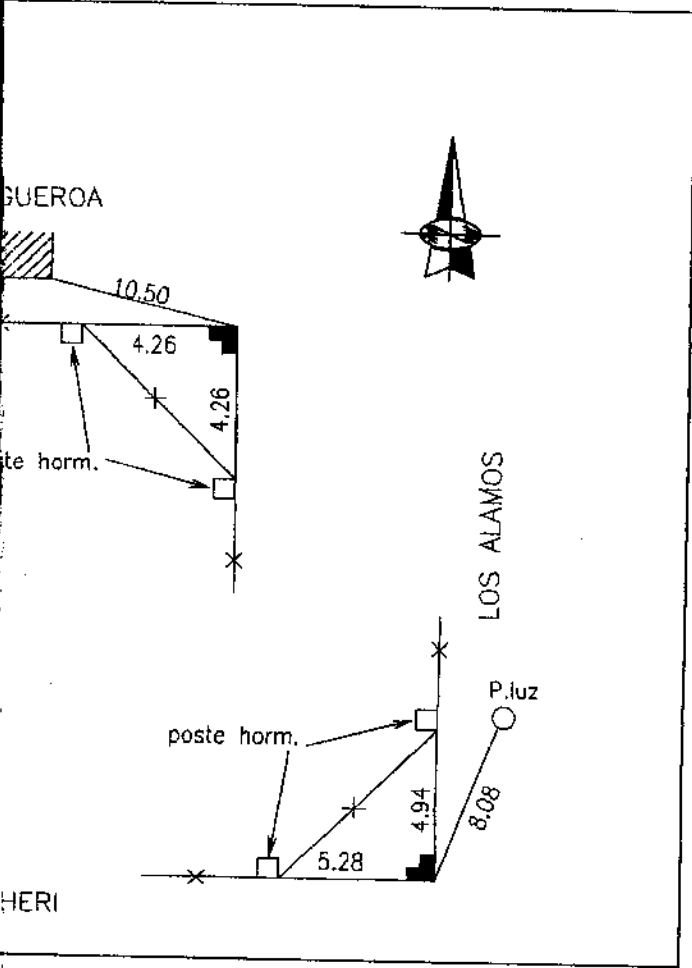 GUEROA
10.50
4.26
4.26
te horm.
LOS ALAMOS
P.luz
poste horm.
4.94
8.08
5.28
HERI